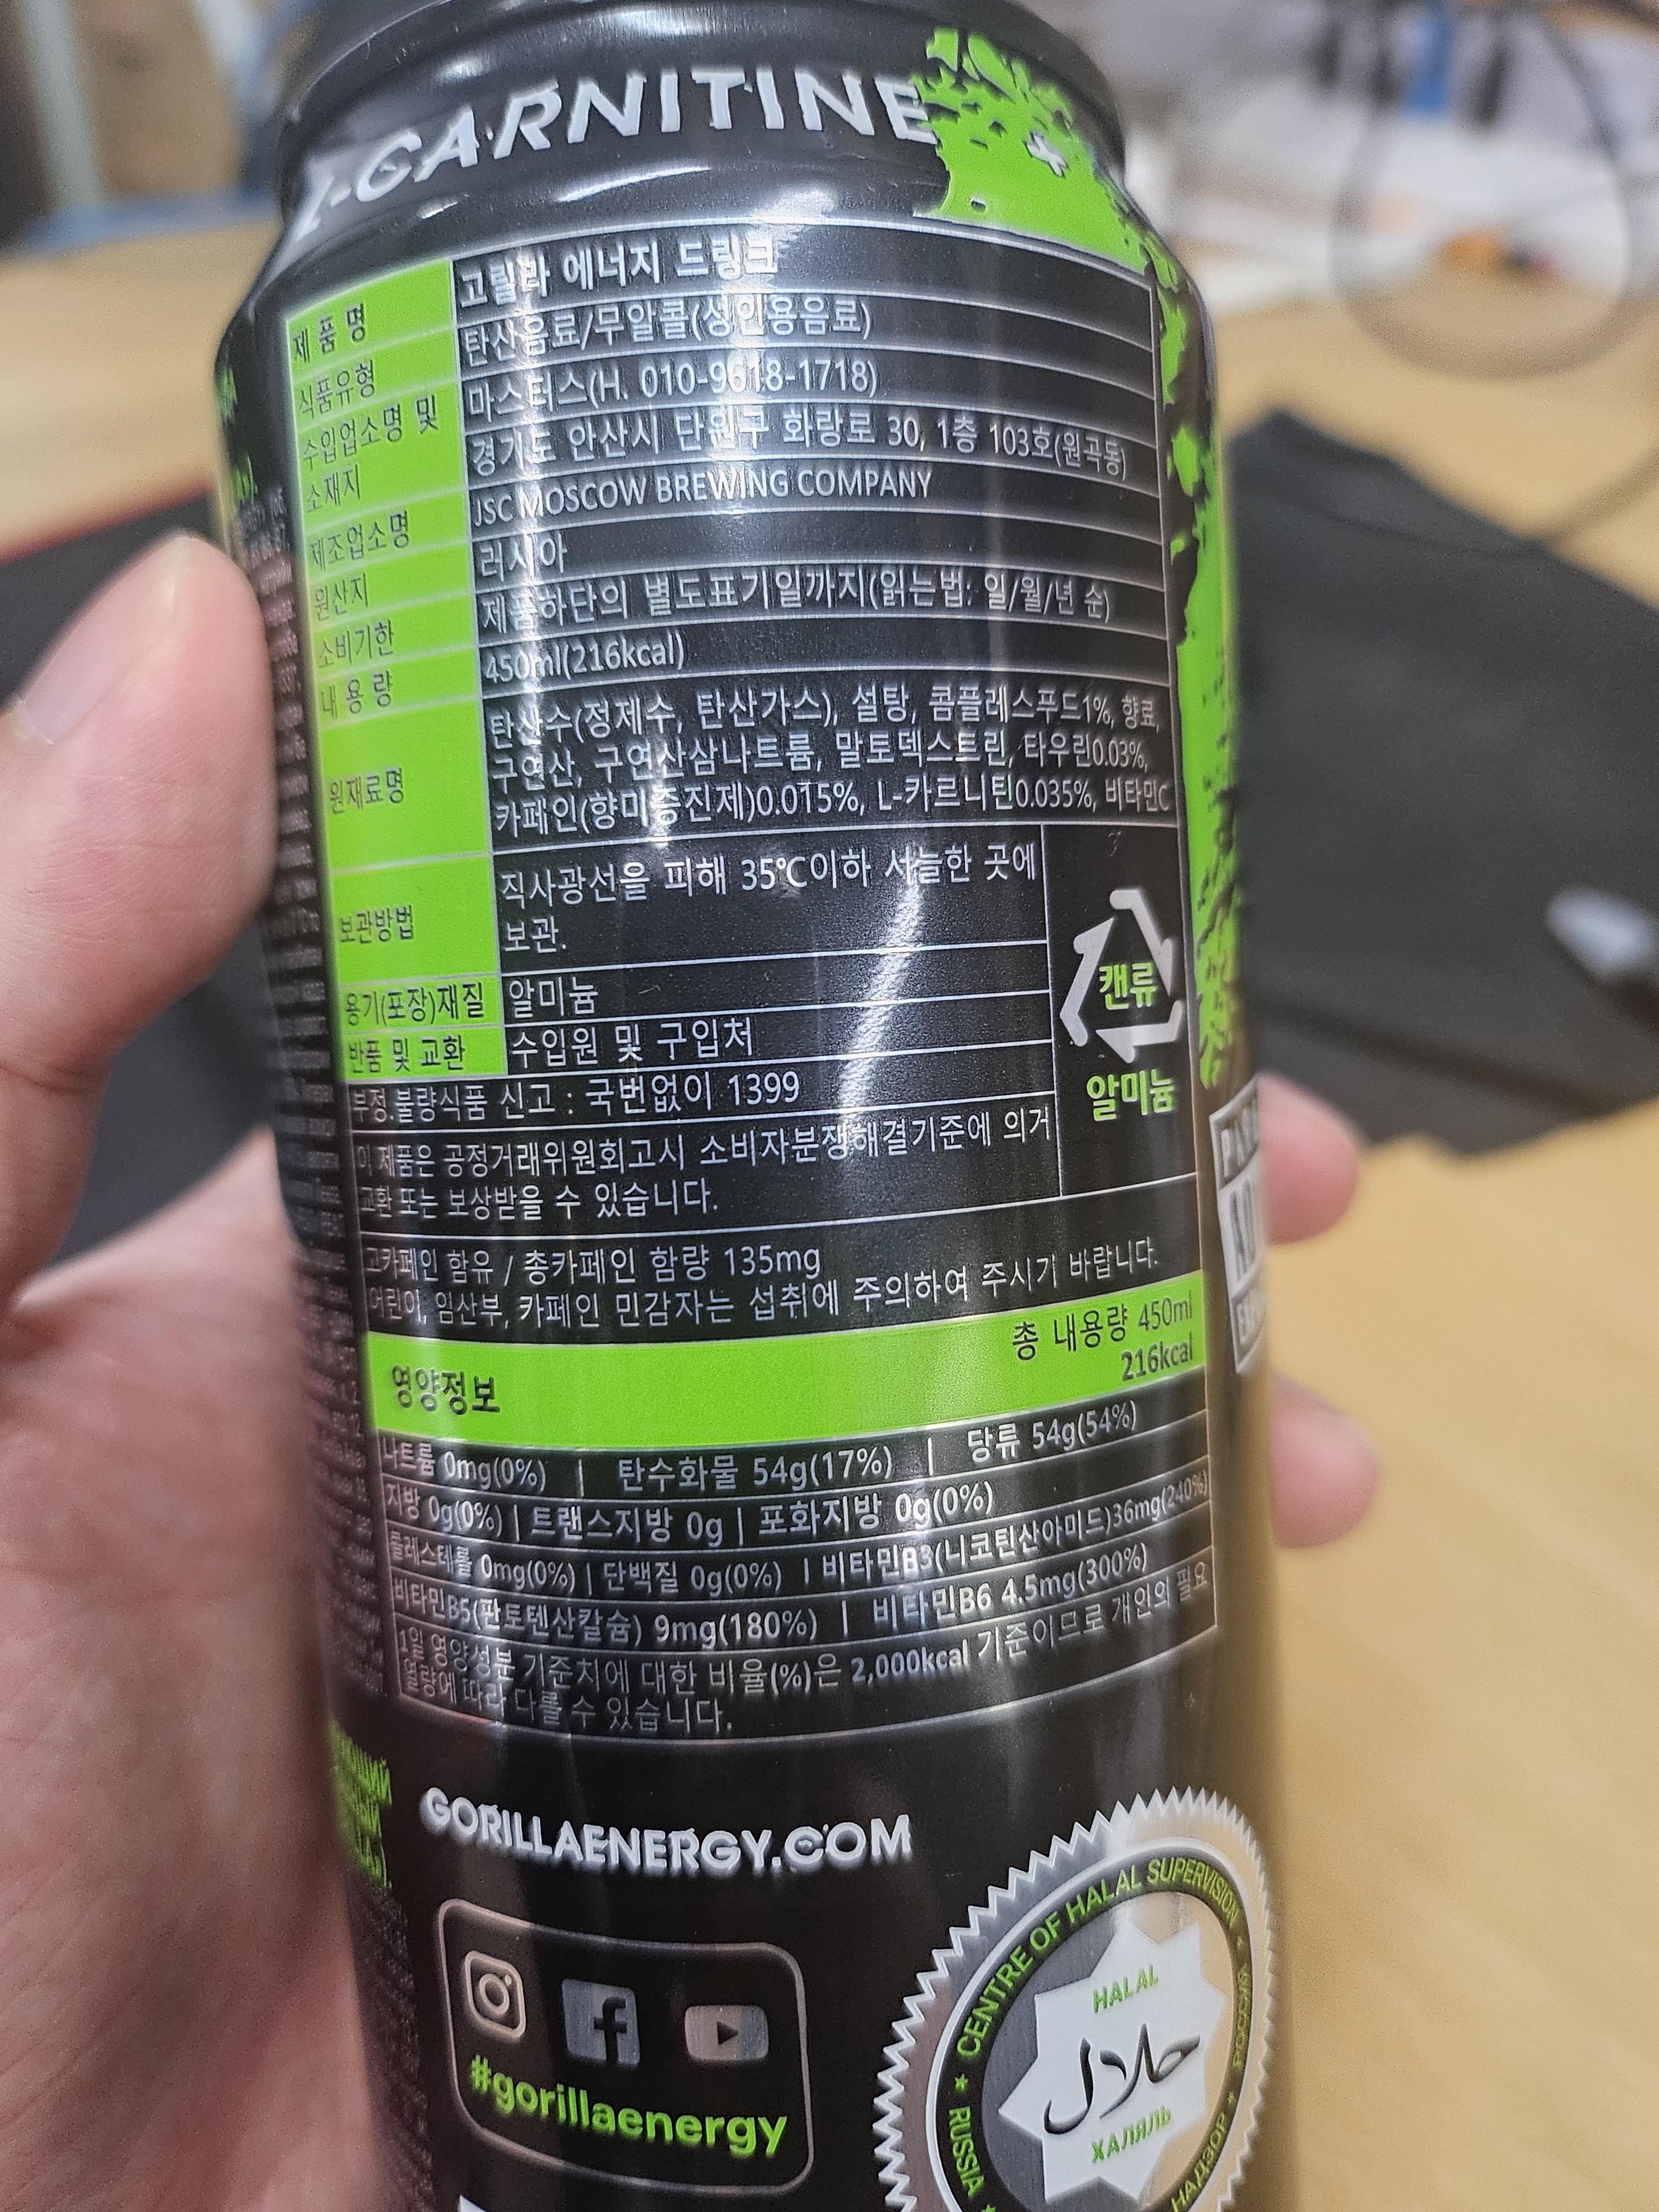 L-CARNITINE +
제 품 명 고릴라 에너지 드링크
식품유형 탄산음료/무알콜(성인용음료)
수입업소명 및 소재지 마스터스(H. 010-9618-1718)
경기도 안산시 단원구 화랑로 30, 1층 103호(원곡동)
제조업소명 JSC MOSCOW BREWING COMPANY
원산지 러시아
소비기한 제품하단의 별도표기일까지(읽는법: 일/월/년 순)
내 용 량 450ml(216kcal)
원재료명 탄산수(정제수, 탄산가스), 설탕, 콤플레스푸드1%, 향료,
구연산, 구연산삼나트륨, 말토덱스트린, 타우린0.03%,
카페인(향미증진제)0.015%, L-카르니틴0.035%, 비타민C
보관방법 직사광선을 피해 35℃이하 서늘한 곳에
보관.
용기(포장)재질 알미늄
반품 및 교환 수입원 및 구입처
캔류
알미늄
부정.불량식품 신고 : 국번없이 1399
이 제품은 공정거래위원회고시 소비자분쟁해결기준에 의거
교환 또는 보상받을 수 있습니다.
고카페인 함유 / 총카페인 함량 135mg
어린이, 임산부, 카페인 민감자는 섭취에 주의하여 주시기 바랍니다.
영양정보 총 내용량 450ml
216kcal
나트륨 0mg(0%) | 탄수화물 54g(17%) | 당류 54g(54%)
지방 0g(0%) | 트랜스지방 0g | 포화지방 0g(0%)
콜레스테롤 0mg(0%) | 단백질 0g(0%) | 비타민B3(니코틴산아미드)36mg(240%)
비타민B5(판토텐산칼슘) 9mg(180%) | 비타민B6 4.5mg(300%)
1일 영양성분 기준치에 대한 비율(%)은 2,000kcal 기준이므로 개인의 필요
열량에 따라 다를 수 있습니다.
GORILLAENERGY.COM
#gorillaenergy
CENTRE OF HALAL SUPERVISION
RUSSIA
HALAL
حلال
ХАЛЯЛЬ
РОССИЯ
НАДЗОР